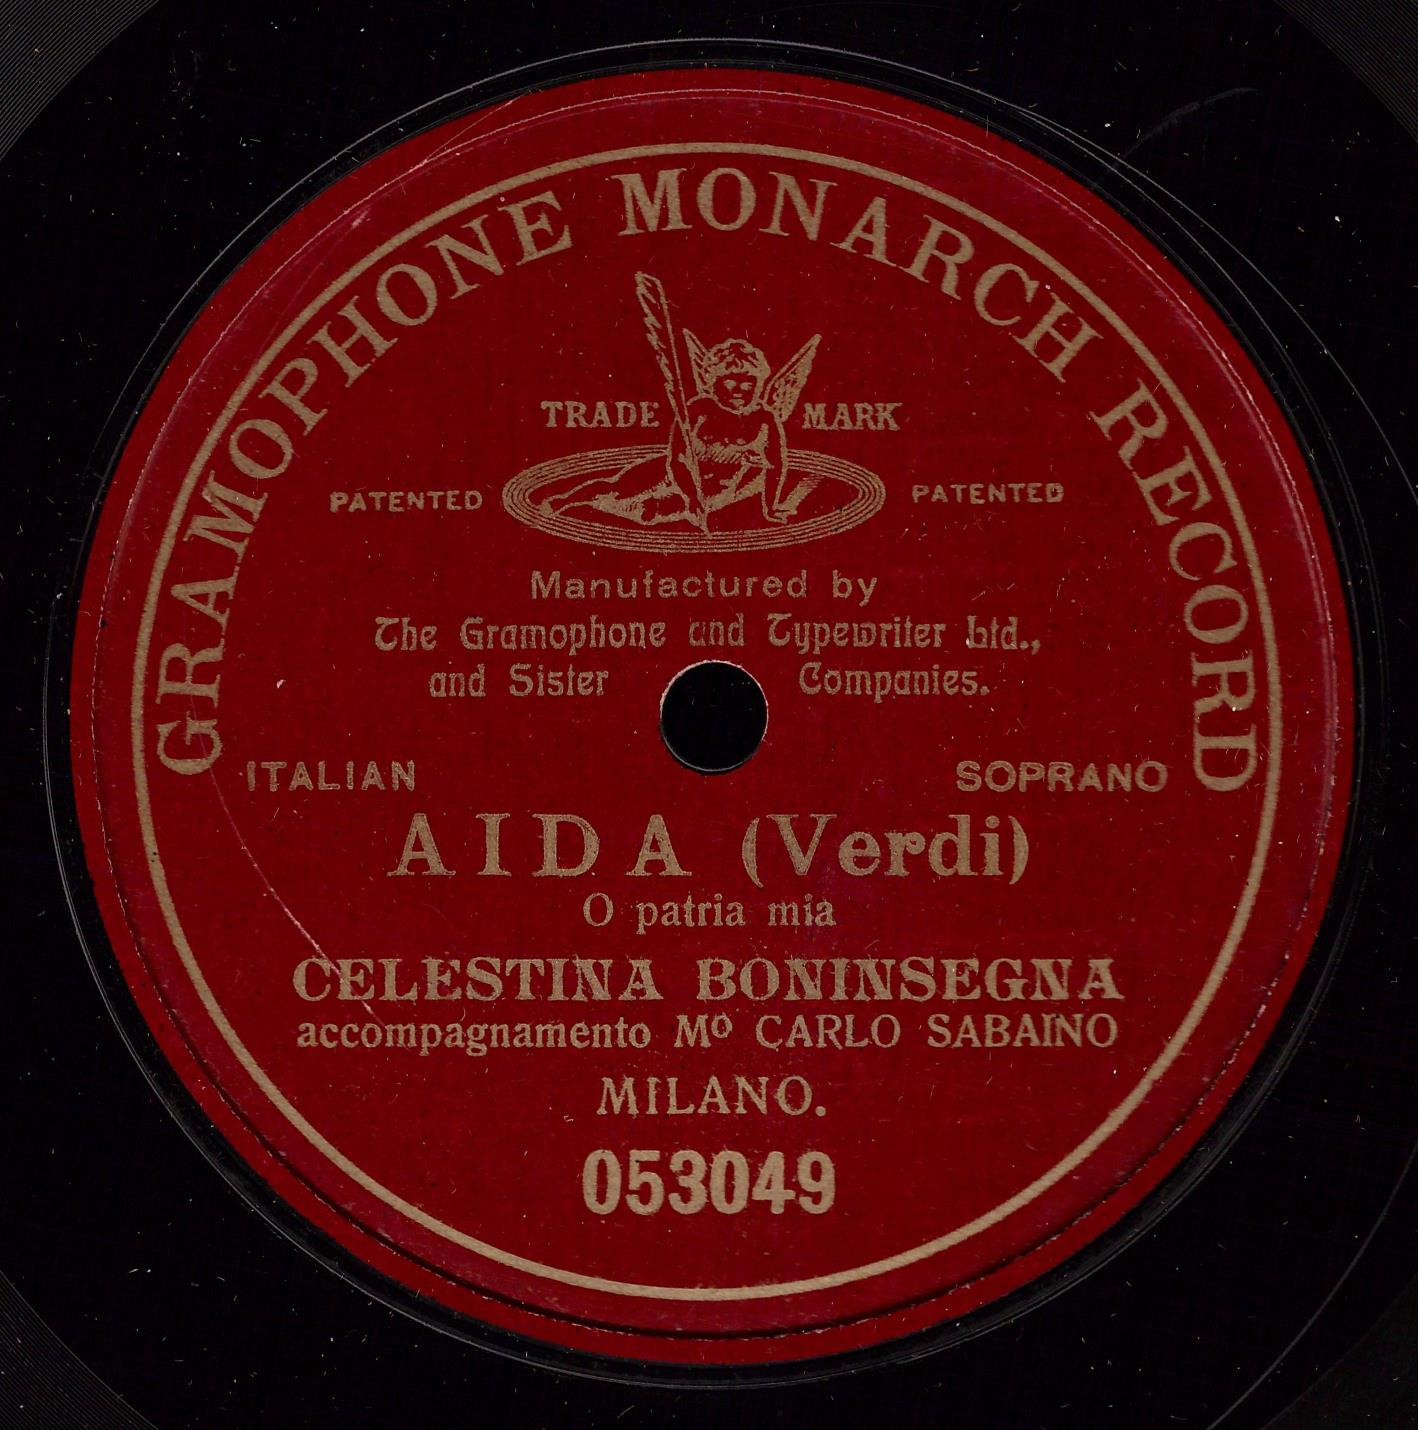 GRAMOPHONE MONARCH RECORD
TRADE MARK
PATENTED PATENTED
Manufactured by
The Gramophone and Typewriter Ltd.,
and Sister Companies.
ITALIAN SOPRANO
AIDA (Verdi)
O patria mia
CELESTINA BONINSEGNA
accompagnamento Mº CARLO SABAINO
MILANO.
053049